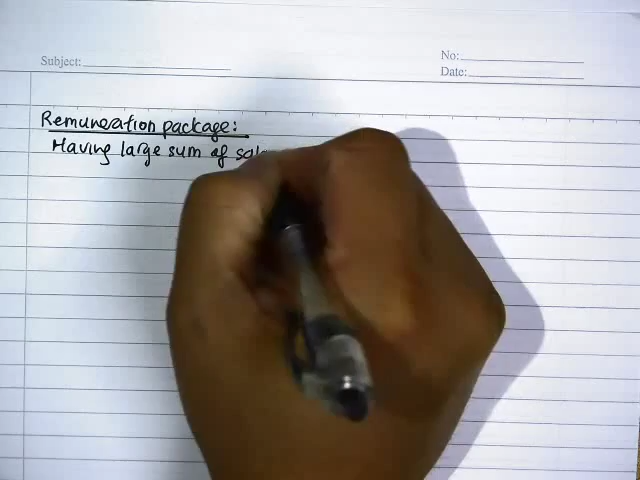 Subject:
No:
Date:
Remuneration package:
Having large sum of